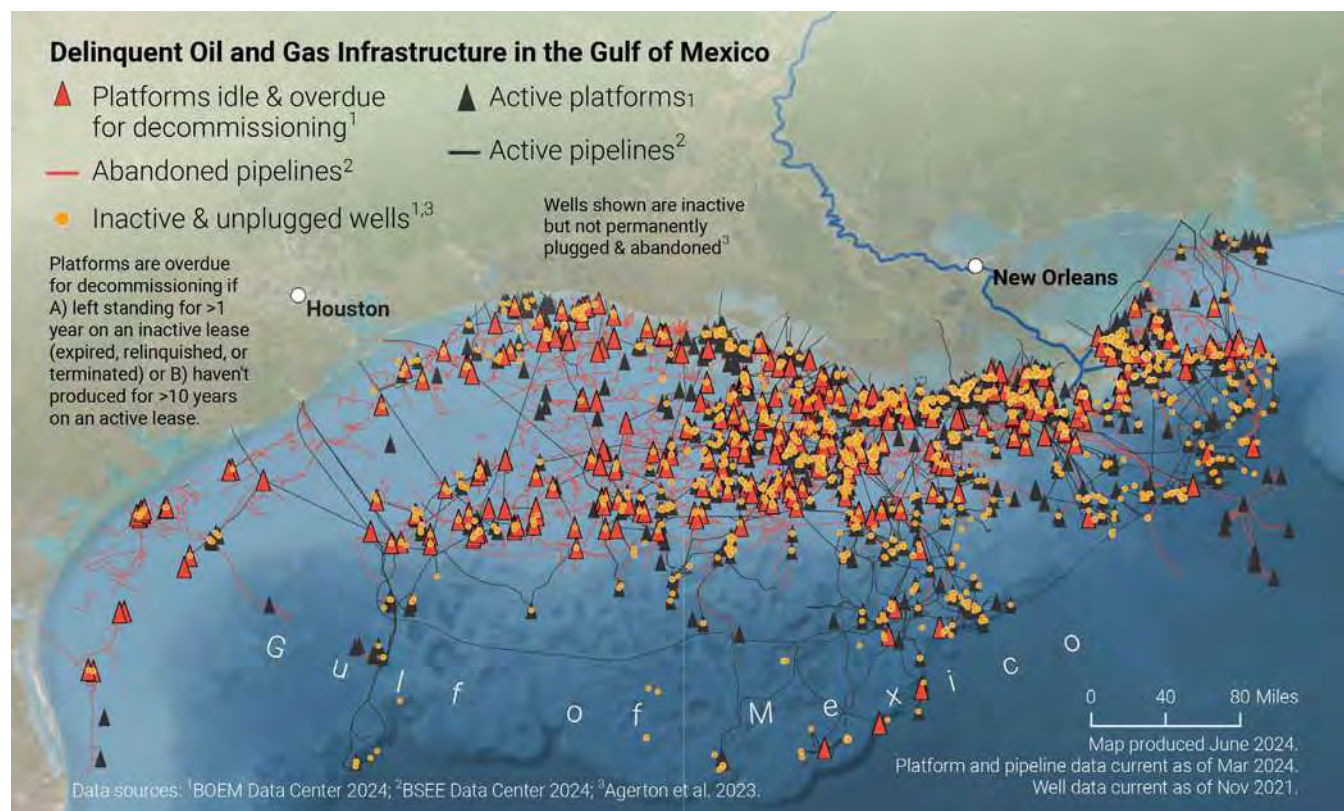 Delinquent Oil and Gas Infrastructure in the Gulf of Mexico
Platforms idle & overdue
for decommissioning1
Abandoned pipelines2
Inactive & unplugged wells1,3
Active platforms1
Active pipelines2
Wells shown are inactive
but not permanently
plugged & abandoned3
Platforms are overdue
for decommissioning if
A) left standing for >1
year on an inactive lease
(expired, relinquished, or
terminated) or B) haven't
produced for >10 years
on an active lease.
Houston
New Orleans
Gulf of Mexico
0 40 80 Miles
Map produced June 2024.
Platform and pipeline data current as of Mar 2024.
Well data current as of Nov 2021.
Data sources: 1BOEM Data Center 2024; 2BSEE Data Center 2024; 3Agerton et al. 2023.